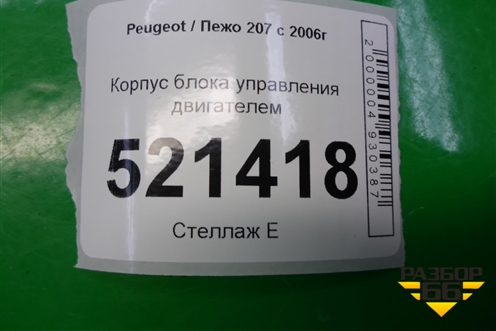 Peugeot / Пежо 207 с 2006г
Корпус блока управления
двигателем
521418
Стеллаж Е
2000004930387
РАЗБОР
66